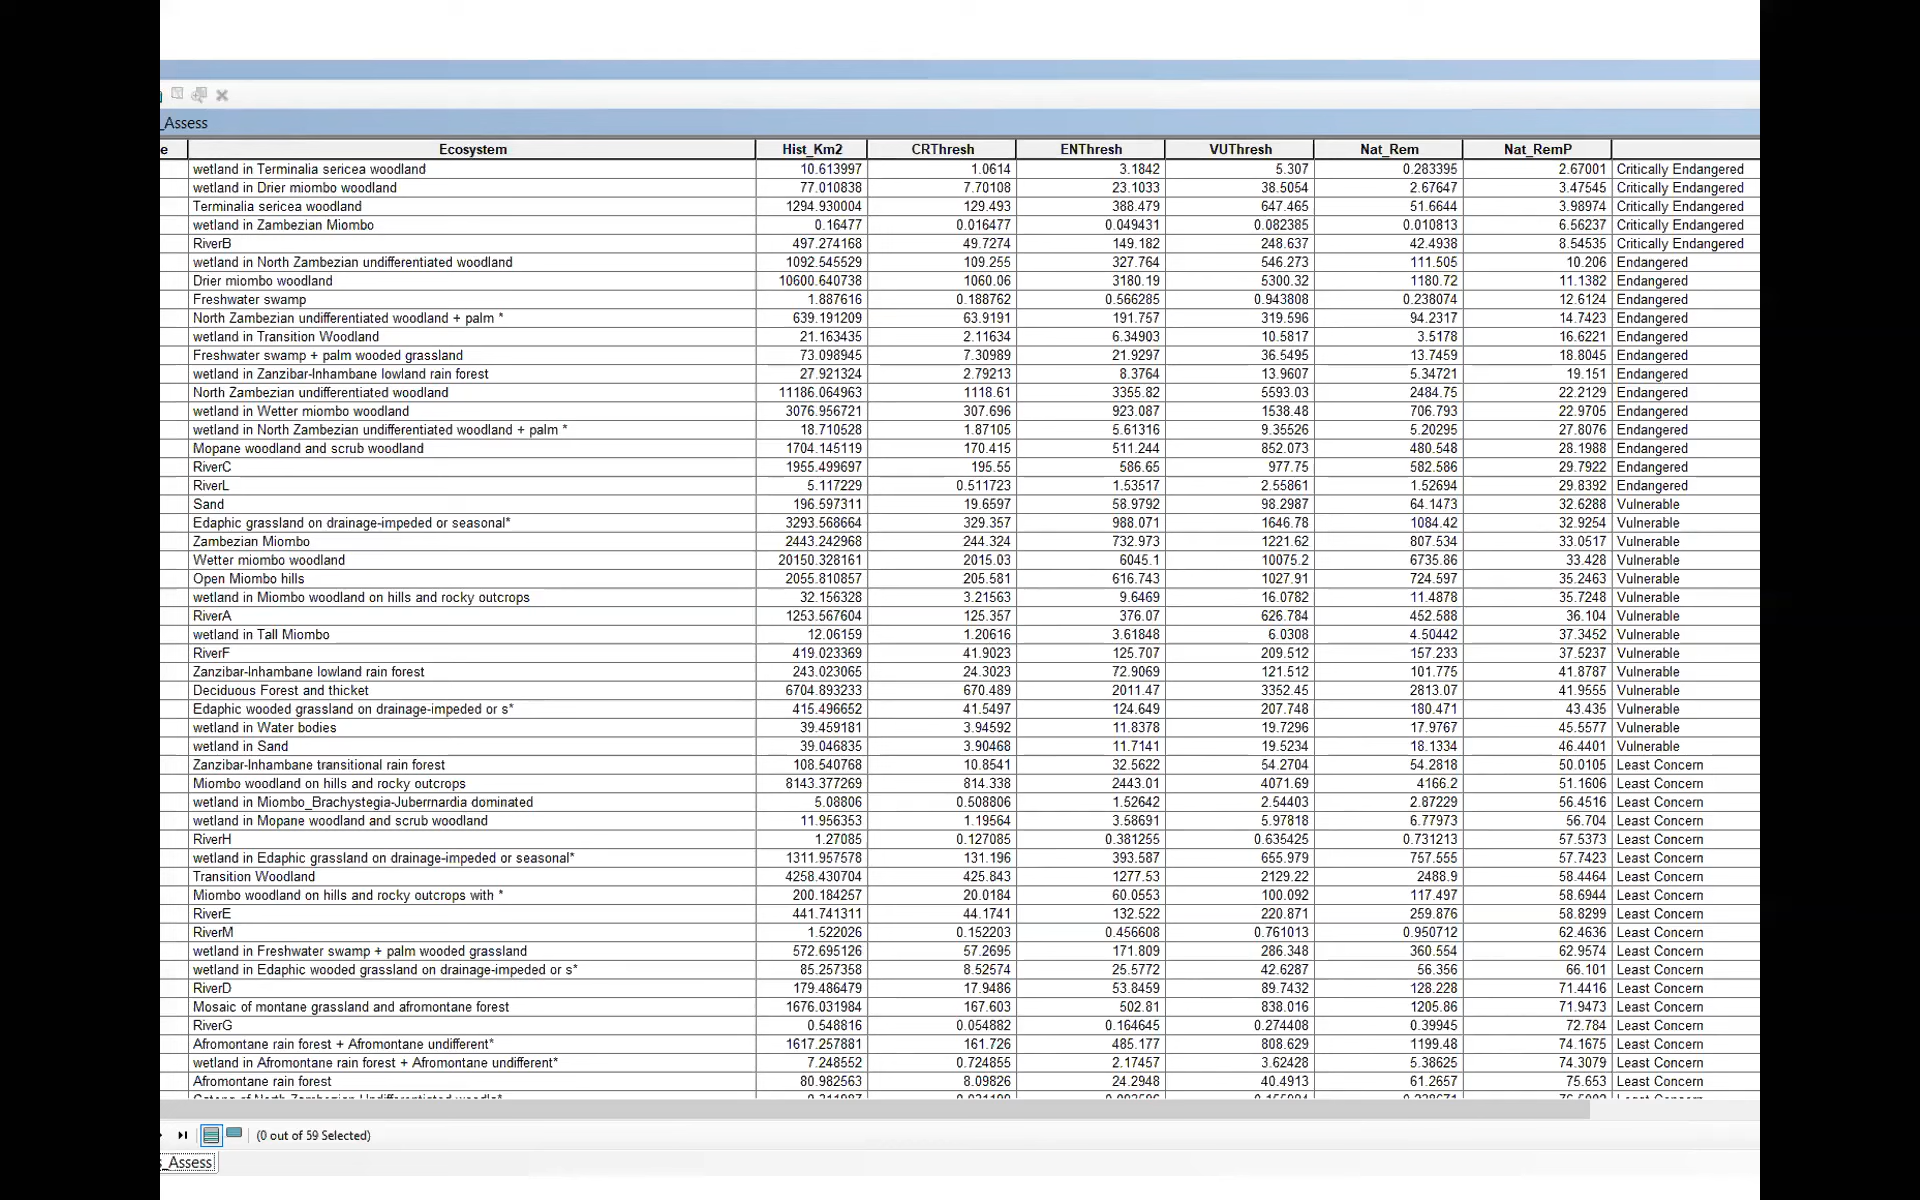 _Assess
e Ecosystem Hist_Km2 CRThresh ENThresh VUThresh Nat_Rem Nat_RemP
wetland in Terminalia sericea woodland 10.613997 1.0614 3.1842 5.307 0.283395 2.67001 Critically Endangered
wetland in Drier miombo woodland 77.010838 7.70108 23.1033 38.5054 2.67647 3.47545 Critically Endangered
Terminalia sericea woodland 1294.930004 129.493 388.479 647.465 51.6644 3.98974 Critically Endangered
wetland in Zambezian Miombo 0.16477 0.016477 0.049431 0.082385 0.010813 6.56237 Critically Endangered
RiverB 497.274168 49.7274 149.182 248.637 42.4938 8.54535 Critically Endangered
wetland in North Zambezian undifferentiated woodland 1092.545529 109.255 327.764 546.273 111.505 10.206 Endangered
Drier miombo woodland 10600.640738 1060.06 3180.19 5300.32 1180.72 11.1382 Endangered
Freshwater swamp 1.887616 0.188762 0.566285 0.943808 0.238074 12.6124 Endangered
North Zambezian undifferentiated woodland + palm * 639.191209 63.9191 191.757 319.596 94.2317 14.7423 Endangered
wetland in Transition Woodland 21.163435 2.11634 6.34903 10.5817 3.5178 16.6221 Endangered
Freshwater swamp + palm wooded grassland 73.098945 7.30989 21.9297 36.5495 13.7459 18.8045 Endangered
wetland in Zanzibar-Inhambane lowland rain forest 27.921324 2.79213 8.3764 13.9607 5.34721 19.151 Endangered
North Zambezian undifferentiated woodland 11186.064963 1118.61 3355.82 5593.03 2484.75 22.2129 Endangered
wetland in Wetter miombo woodland 3076.956721 307.696 923.087 1538.48 706.793 22.9705 Endangered
wetland in North Zambezian undifferentiated woodland + palm * 18.710528 1.87105 5.61316 9.35526 5.20295 27.8076 Endangered
Mopane woodland and scrub woodland 1704.145119 170.415 511.244 852.073 480.548 28.1988 Endangered
RiverC 1955.499697 195.55 586.65 977.75 582.586 29.7922 Endangered
RiverL 5.117229 0.511723 1.53517 2.55861 1.52694 29.8392 Endangered
Sand 196.597311 19.6597 58.9792 98.2987 64.1473 32.6288 Vulnerable
Edaphic grassland on drainage-impeded or seasonal* 3293.568664 329.357 988.071 1646.78 1084.42 32.9254 Vulnerable
Zambezian Miombo 2443.242968 244.324 732.973 1221.62 807.534 33.0517 Vulnerable
Wetter miombo woodland 20150.328161 2015.03 6045.1 10075.2 6735.86 33.428 Vulnerable
Open Miombo hills 2055.810857 205.581 616.743 1027.91 724.597 35.2463 Vulnerable
wetland in Miombo woodland on hills and rocky outcrops 32.156328 3.21563 9.6469 16.0782 11.4878 35.7248 Vulnerable
RiverA 1253.567604 125.357 376.07 626.784 452.588 36.104 Vulnerable
wetland in Tall Miombo 12.06159 1.20616 3.61848 6.0308 4.50442 37.3452 Vulnerable
RiverF 419.023369 41.9023 125.707 209.512 157.233 37.5237 Vulnerable
Zanzibar-Inhambane lowland rain forest 243.023065 24.3023 72.9069 121.512 101.775 41.8787 Vulnerable
Deciduous Forest and thicket 6704.893233 670.489 2011.47 3352.45 2813.07 41.9555 Vulnerable
Edaphic wooded grassland on drainage-impeded or s* 415.496652 41.5497 124.649 207.748 180.471 43.435 Vulnerable
wetland in Water bodies 39.459181 3.94592 11.8378 19.7296 17.9767 45.5577 Vulnerable
wetland in Sand 39.046835 3.90468 11.7141 19.5234 18.1334 46.4401 Vulnerable
Zanzibar-Inhambane transitional rain forest 108.540768 10.8541 32.5622 54.2704 54.2818 50.0105 Least Concern
Miombo woodland on hills and rocky outcrops 8143.377269 814.338 2443.01 4071.69 4166.2 51.1606 Least Concern
wetland in Miombo_Brachystegia-Jubernardia dominated 5.08806 0.508806 1.52642 2.54403 2.87229 56.4516 Least Concern
wetland in Mopane woodland and scrub woodland 11.956353 1.19564 3.58691 5.97818 6.77973 56.704 Least Concern
RiverH 1.27085 0.127085 0.381255 0.635425 0.731213 57.5373 Least Concern
wetland in Edaphic grassland on drainage-impeded or seasonal* 1311.957578 131.196 393.587 655.979 757.555 57.7423 Least Concern
Transition Woodland 4258.430704 425.843 1277.53 2129.22 2488.9 58.4464 Least Concern
Miombo woodland on hills and rocky outcrops with * 200.184257 20.0184 60.0553 100.092 117.497 58.6944 Least Concern
RiverE 441.741311 44.1741 132.522 220.871 259.876 58.8299 Least Concern
RiverM 1.522026 0.152203 0.456608 0.761013 0.950712 62.4636 Least Concern
wetland in Freshwater swamp + palm wooded grassland 572.695126 57.2695 171.809 286.348 360.554 62.9574 Least Concern
wetland in Edaphic wooded grassland on drainage-impeded or s* 85.257358 8.52574 25.5772 42.6287 56.356 66.101 Least Concern
RiverD 179.486479 17.9486 53.8459 89.7432 128.228 71.4416 Least Concern
Mosaic of montane grassland and afromontane forest 1676.031984 167.603 502.81 838.016 1205.86 71.9473 Least Concern
RiverG 0.548816 0.054882 0.164645 0.274408 0.39945 72.784 Least Concern
Afromontane rain forest + Afromontane undifferent* 1617.257881 161.726 485.177 808.629 1199.48 74.1675 Least Concern
wetland in Afromontane rain forest + Afromontane undifferent* 7.248552 0.724855 2.17457 3.62428 5.38625 74.3079 Least Concern
Afromontane rain forest 80.982563 8.09826 24.2948 40.4913 61.2657 75.653 Least Concern
(0 out of 59 Selected)
s_Assess